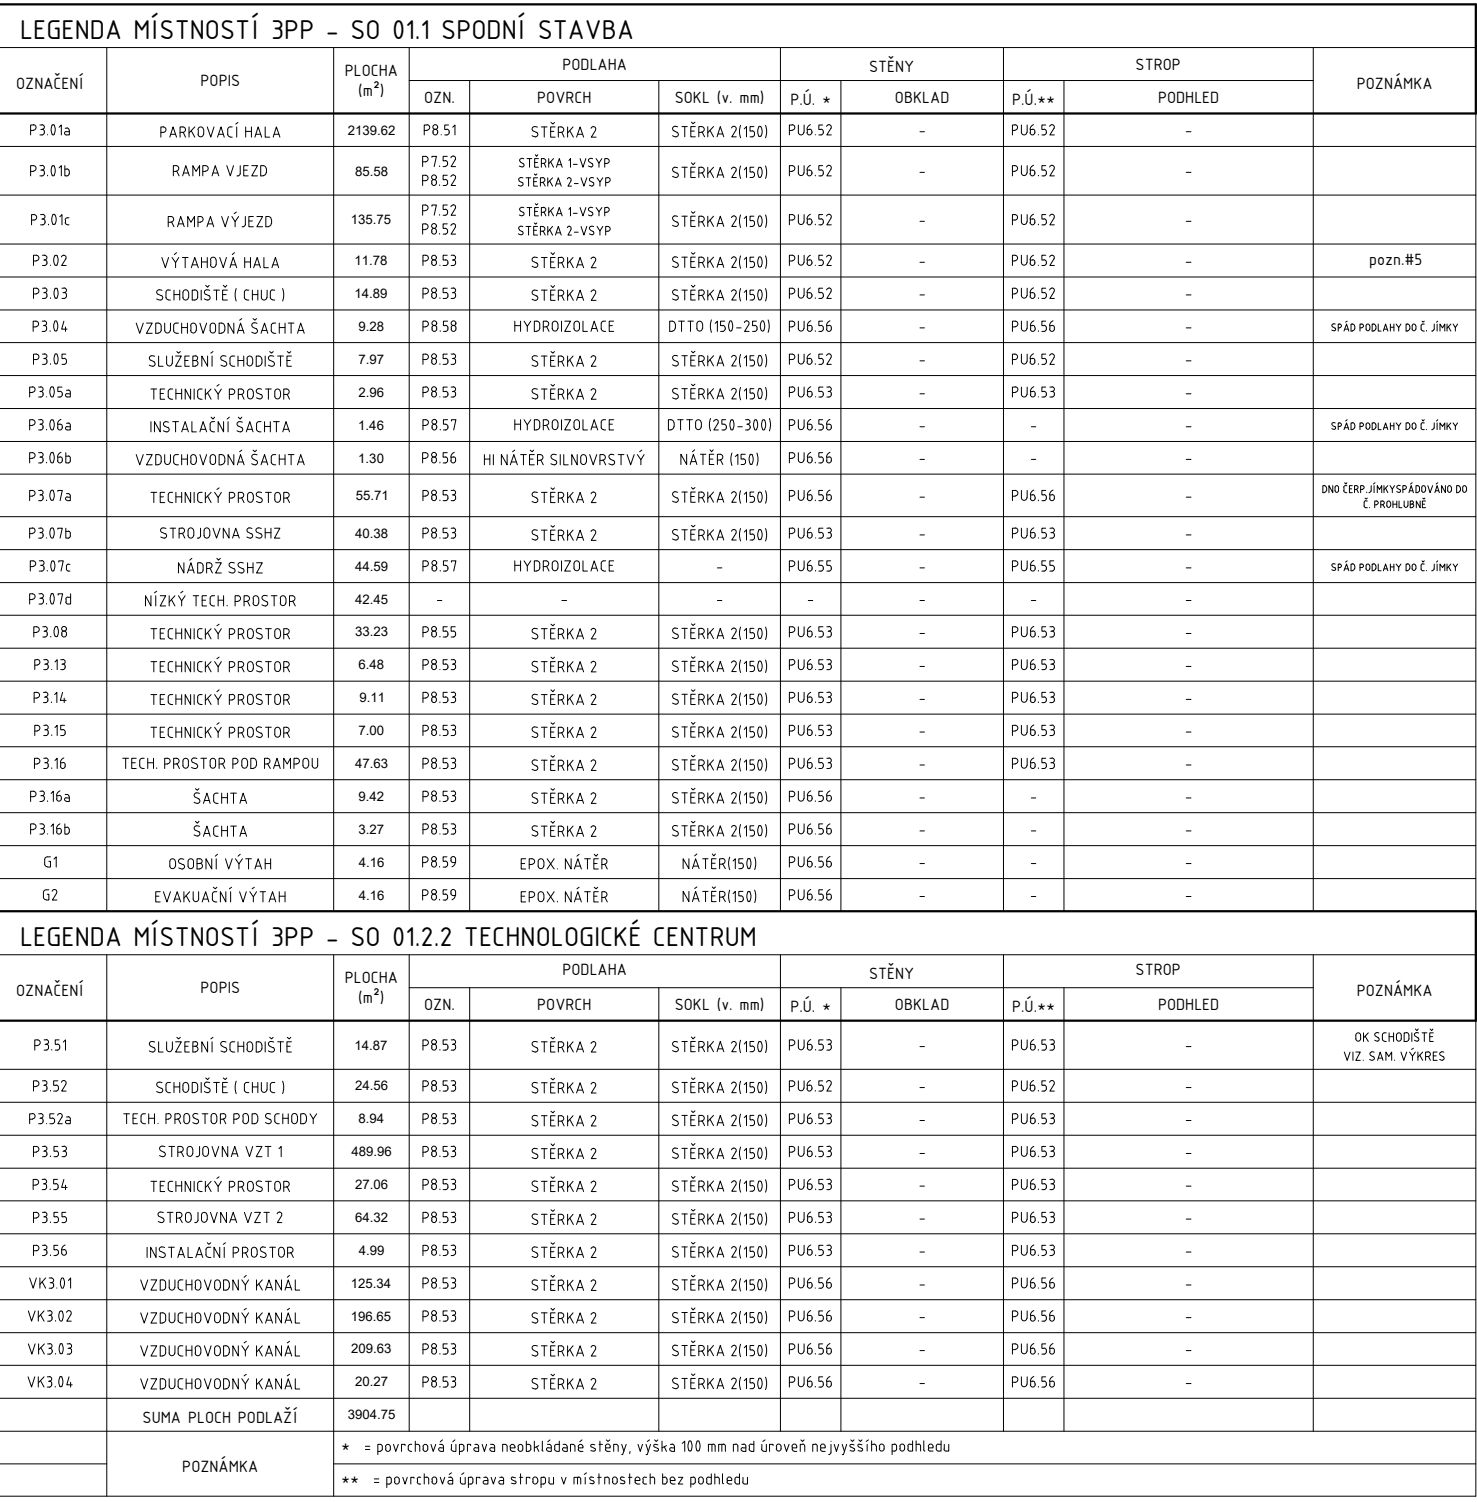 LEGENDA MÍSTNOSTÍ 3PP - SO 01.1 SPODNÍ STAVBA
OZNAČENÍ POPIS PLOCHA (m²) PODLAHA STĚNY STROP POZNÁMKA
OZN. POVRCH SOKL (v. mm) P.Ú. * OBKLAD P.Ú.** PODHLED
P3.01a PARKOVACÍ HALA 2139.62 P8.51 STĚRKA 2 STĚRKA 2(150) PU6.52 - PU6.52 -
P3.01b RAMPA VJEZD 85.58 P7.52 P8.52 STĚRKA 1-VSYP STĚRKA 2-VSYP STĚRKA 2(150) PU6.52 - PU6.52 -
P3.01c RAMPA VÝJEZD 135.75 P7.52 P8.52 STĚRKA 1-VSYP STĚRKA 2-VSYP STĚRKA 2(150) PU6.52 - PU6.52 -
P3.02 VÝTAHOVÁ HALA 11.78 P8.53 STĚRKA 2 STĚRKA 2(150) PU6.52 - PU6.52 - pozn.#5
P3.03 SCHODIŠTĚ ( CHUC ) 14.89 P8.53 STĚRKA 2 STĚRKA 2(150) PU6.52 - PU6.52 -
P3.04 VZDUCHOVODNÁ ŠACHTA 9.28 P8.58 HYDROIZOLACE DTTO (150-250) PU6.56 - PU6.56 - SPÁD PODLAHY DO Č. JÍMKY
P3.05 SLUŽEBNÍ SCHODIŠTĚ 7.97 P8.53 STĚRKA 2 STĚRKA 2(150) PU6.52 - PU6.52 -
P3.05a TECHNICKÝ PROSTOR 2.96 P8.53 STĚRKA 2 STĚRKA 2(150) PU6.53 - PU6.53 -
P3.06a INSTALAČNÍ ŠACHTA 1.46 P8.57 HYDROIZOLACE DTTO (250-300) PU6.56 - - - SPÁD PODLAHY DO Č. JÍMKY
P3.06b VZDUCHOVODNÁ ŠACHTA 1.30 P8.56 HI NÁTĚR SILNOVRSTVÝ NÁTĚR (150) PU6.56 - - -
P3.07a TECHNICKÝ PROSTOR 55.71 P8.53 STĚRKA 2 STĚRKA 2(150) PU6.56 - PU6.56 - DNO ČERP.JÍMKYSPÁDOVÁNO DO Č. PROHLUBNĚ
P3.07b STROJOVNA SSHZ 40.38 P8.53 STĚRKA 2 STĚRKA 2(150) PU6.53 - PU6.53 -
P3.07c NÁDRŽ SSHZ 44.59 P8.57 HYDROIZOLACE - PU6.55 - PU6.55 - SPÁD PODLAHY DO Č. JÍMKY
P3.07d NÍZKÝ TECH. PROSTOR 42.45 - - - - - - -
P3.08 TECHNICKÝ PROSTOR 33.23 P8.55 STĚRKA 2 STĚRKA 2(150) PU6.53 - PU6.53 -
P3.13 TECHNICKÝ PROSTOR 6.48 P8.53 STĚRKA 2 STĚRKA 2(150) PU6.53 - PU6.53 -
P3.14 TECHNICKÝ PROSTOR 9.11 P8.53 STĚRKA 2 STĚRKA 2(150) PU6.53 - PU6.53 -
P3.15 TECHNICKÝ PROSTOR 7.00 P8.53 STĚRKA 2 STĚRKA 2(150) PU6.53 - PU6.53 -
P3.16 TECH. PROSTOR POD RAMPOU 47.63 P8.53 STĚRKA 2 STĚRKA 2(150) PU6.53 - PU6.53 -
P3.16a ŠACHTA 9.42 P8.53 STĚRKA 2 STĚRKA 2(150) PU6.56 - - -
P3.16b ŠACHTA 3.27 P8.53 STĚRKA 2 STĚRKA 2(150) PU6.56 - - -
G1 OSOBNÍ VÝTAH 4.16 P8.59 EPOX. NÁTĚR NÁTĚR(150) PU6.56 - - -
G2 EVAKUAČNÍ VÝTAH 4.16 P8.59 EPOX. NÁTĚR NÁTĚR(150) PU6.56 - - -
LEGENDA MÍSTNOSTÍ 3PP - SO 01.2.2 TECHNOLOGICKÉ CENTRUM
OZNAČENÍ POPIS PLOCHA (m²) PODLAHA STĚNY STROP POZNÁMKA
OZN. POVRCH SOKL (v. mm) P.Ú. * OBKLAD P.Ú.** PODHLED
P3.51 SLUŽEBNÍ SCHODIŠTĚ 14.87 P8.53 STĚRKA 2 STĚRKA 2(150) PU6.53 - PU6.53 - OK SCHODIŠTĚ VIZ. SAM. VÝKRES
P3.52 SCHODIŠTĚ ( CHUC ) 24.56 P8.53 STĚRKA 2 STĚRKA 2(150) PU6.52 - PU6.52 -
P3.52a TECH. PROSTOR POD SCHODY 8.94 P8.53 STĚRKA 2 STĚRKA 2(150) PU6.53 - PU6.53 -
P3.53 STROJOVNA VZT 1 489.96 P8.53 STĚRKA 2 STĚRKA 2(150) PU6.53 - PU6.53 -
P3.54 TECHNICKÝ PROSTOR 27.06 P8.53 STĚRKA 2 STĚRKA 2(150) PU6.53 - PU6.53 -
P3.55 STROJOVNA VZT 2 64.32 P8.53 STĚRKA 2 STĚRKA 2(150) PU6.53 - PU6.53 -
P3.56 INSTALAČNÍ PROSTOR 4.99 P8.53 STĚRKA 2 STĚRKA 2(150) PU6.53 - PU6.53 -
VK3.01 VZDUCHOVODNÝ KANÁL 125.34 P8.53 STĚRKA 2 STĚRKA 2(150) PU6.56 - PU6.56 -
VK3.02 VZDUCHOVODNÝ KANÁL 196.65 P8.53 STĚRKA 2 STĚRKA 2(150) PU6.56 - PU6.56 -
VK3.03 VZDUCHOVODNÝ KANÁL 209.63 P8.53 STĚRKA 2 STĚRKA 2(150) PU6.56 - PU6.56 -
VK3.04 VZDUCHOVODNÝ KANÁL 20.27 P8.53 STĚRKA 2 STĚRKA 2(150) PU6.56 - PU6.56 -
SUMA PLOCH PODLAŽÍ 3904.75
POZNÁMKA
* = povrchová úprava neobkládané stěny, výška 100 mm nad úroveň nejvyššího podhledu
** = povrchová úprava stropu v místnostech bez podhledu